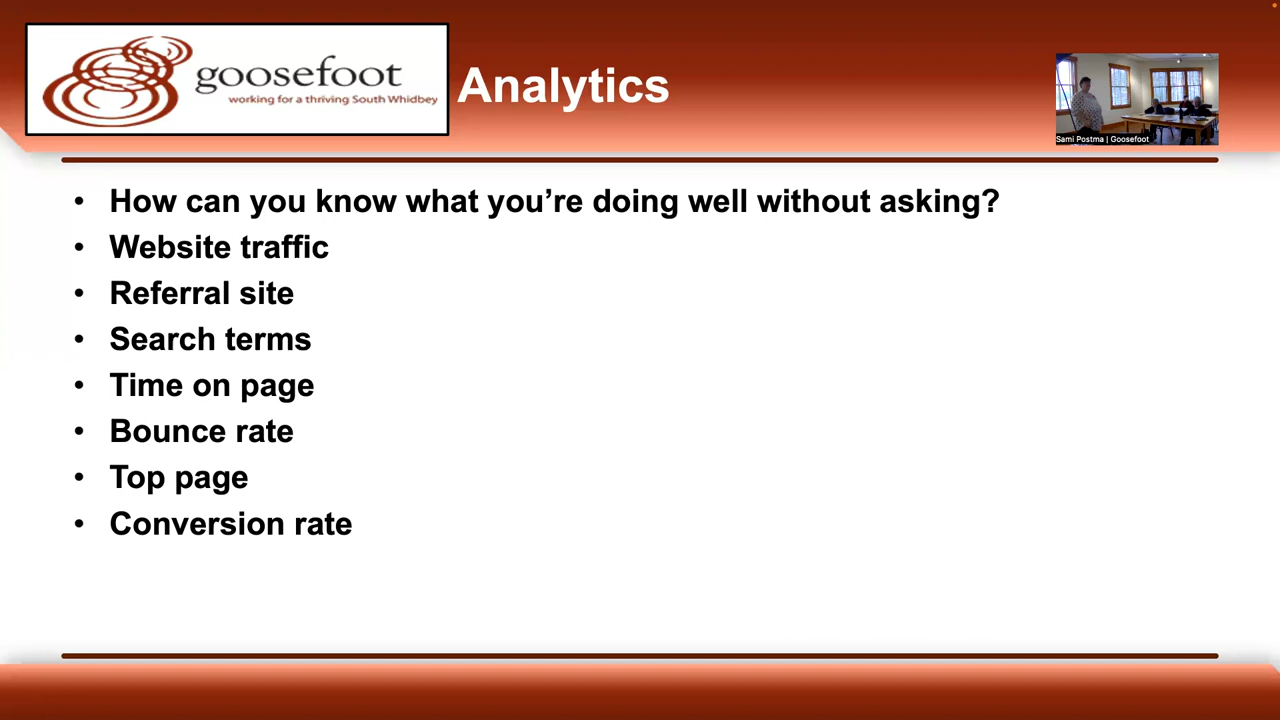 goosefoot
working for a thriving South Whidbey
Analytics
Sami Postma | Goosefoot
• How can you know what you’re doing well without asking?
• Website traffic
• Referral site
• Search terms
• Time on page
• Bounce rate
• Top page
• Conversion rate